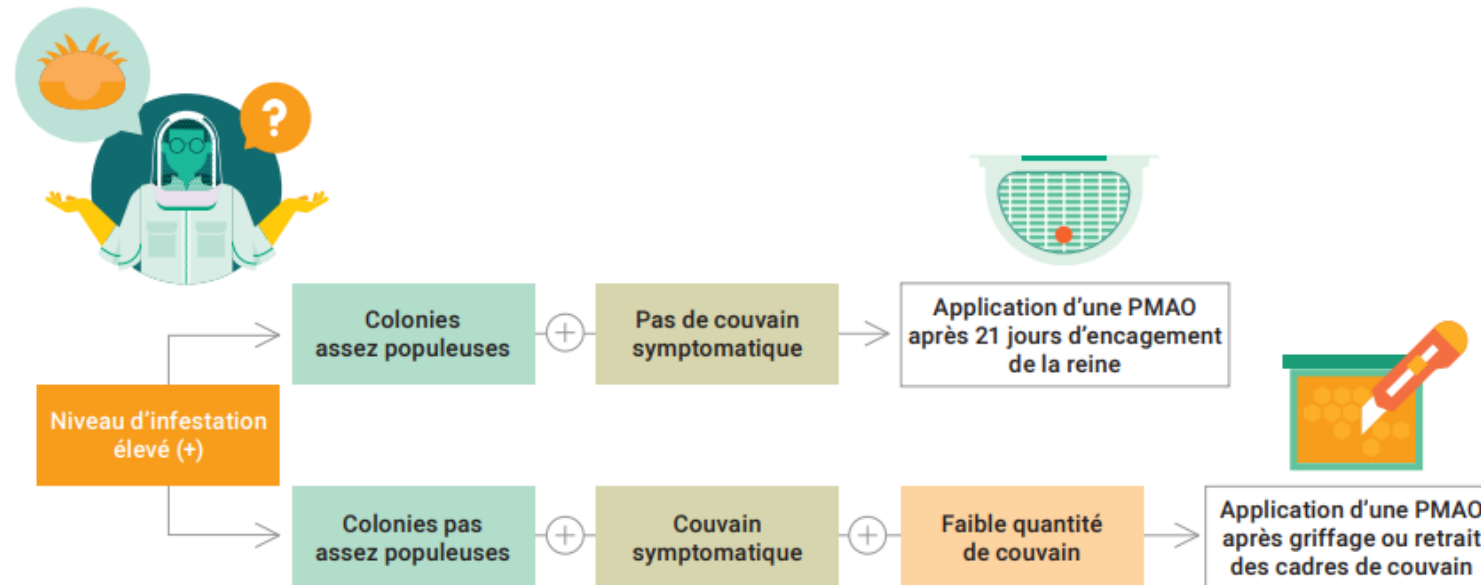 ?
Colonies
assez populeuses
+
Pas de couvain
symptomatique
Application d’une PMAO
après 21 jours d’encagement
de la reine
Niveau d’infestation
élevé (+)
Colonies pas
assez populeuses
+
Couvain
symptomatique
+
Faible quantité
de couvain
Application d’une PMAO
après griffage ou retrait
des cadres de couvain